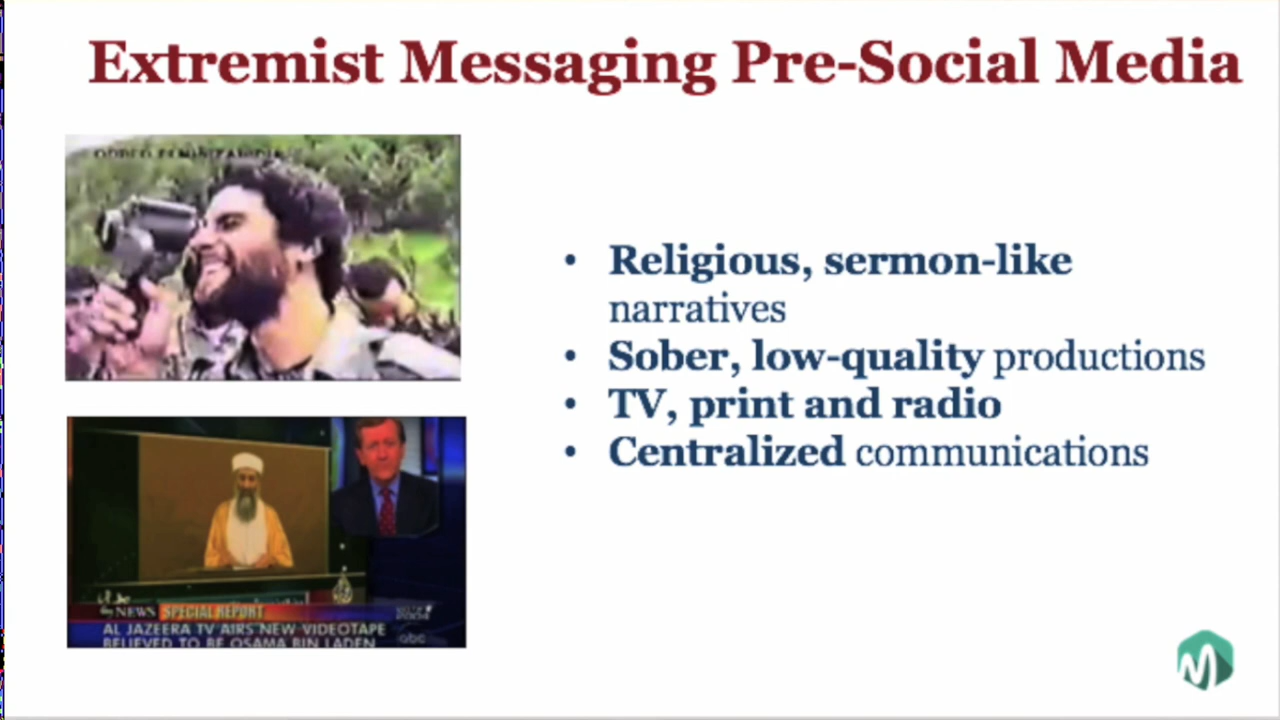 Extremist Messaging Pre-Social Media
• Religious, sermon-like
narratives
• Sober, low-quality productions
• TV, print and radio
• Centralized communications
NEWS SPECIAL REPORT
AL JAZEERA TV AIRS NEW VIDEOTAPE
BELIEVED TO BE OSAMA BIN LADEN
abc